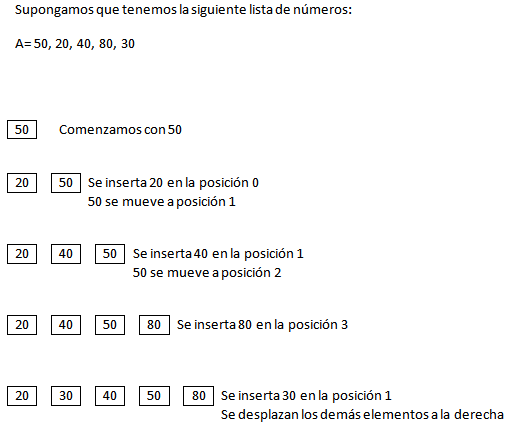 Supongamos que tenemos la siguiente lista de números:
A= 50, 20, 40, 80, 30
50 Comenzamos con 50
20 50 Se inserta 20 en la posición 0
50 se mueve a posición 1
20 40 50 Se inserta 40 en la posición 1
50 se mueve a posición 2
20 40 50 80 Se inserta 80 en la posición 3
20 30 40 50 80 Se inserta 30 en la posición 1
Se desplazan los demás elementos a la derecha